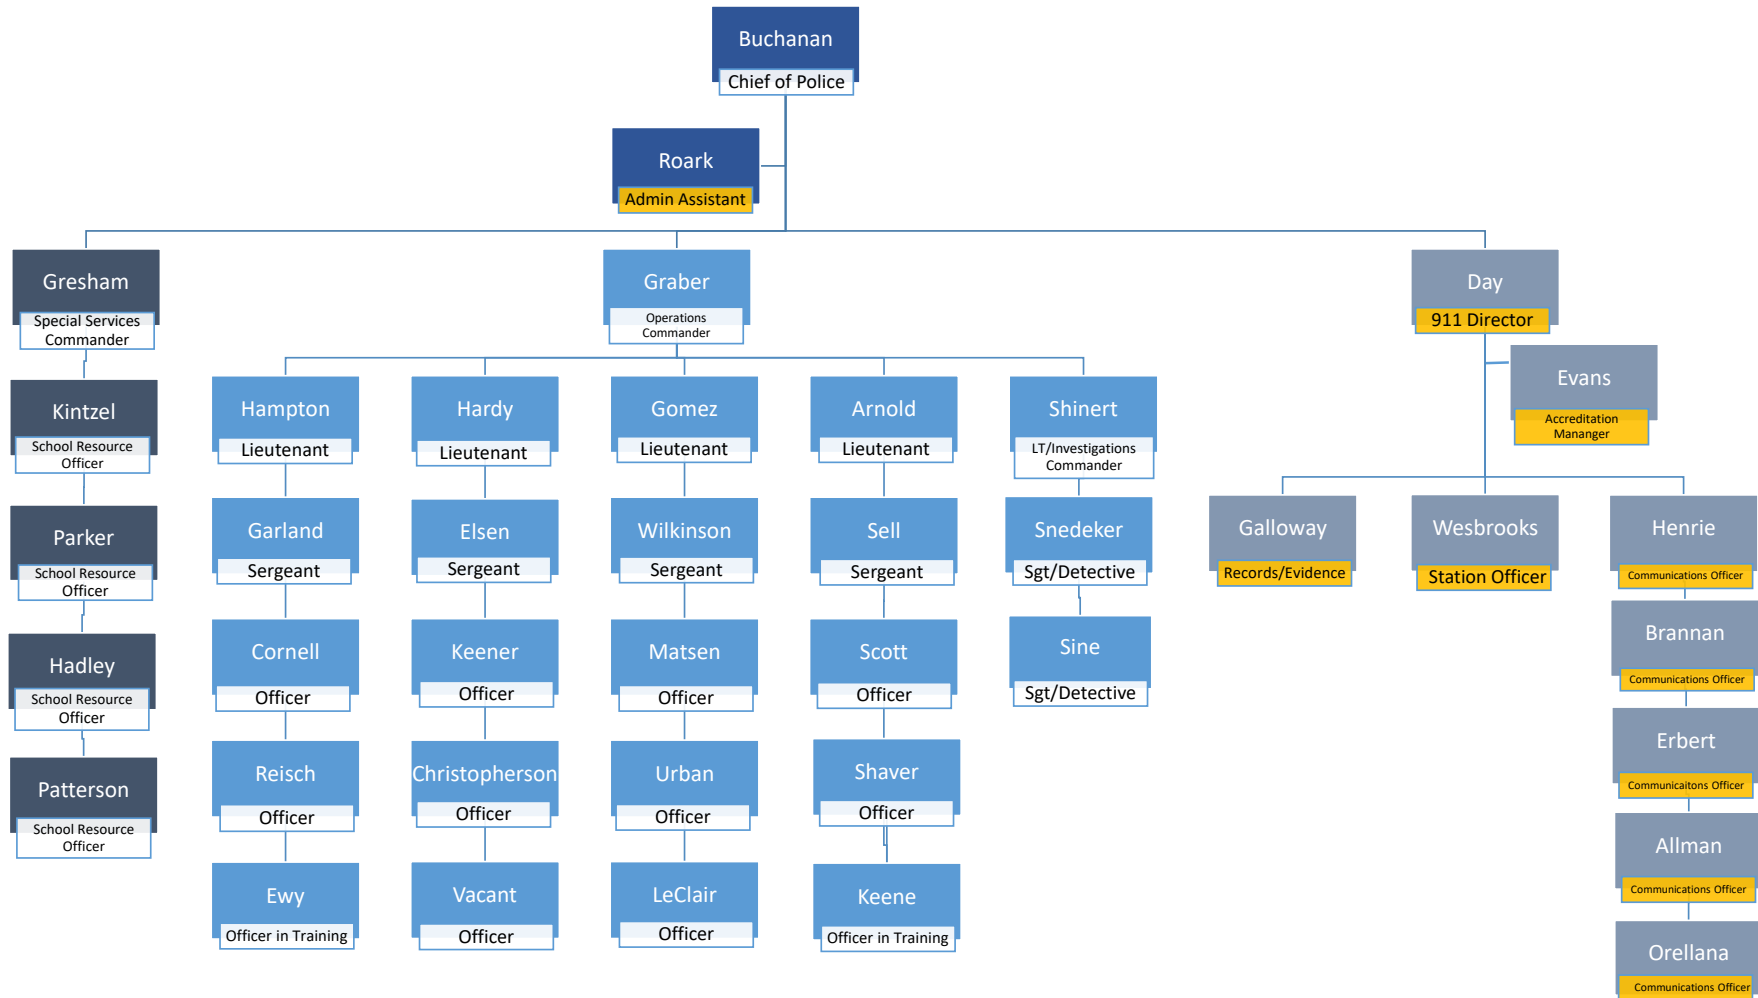 Buchanan
Chief of Police
Roark
Admin Assistant
Gresham
Special Services
Commander
Graber
Operations
Commander
Day
911 Director
Evans
Accreditation
Mananger
Kintzel
School Resource
Officer
Parker
School Resource
Officer
Hadley
School Resource
Officer
Patterson
School Resource
Officer
Hampton
Lieutenant
Garland
Sergeant
Cornell
Officer
Reisch
Officer
Ewy
Officer in Training
Hardy
Lieutenant
Elsen
Sergeant
Keener
Officer
Christopherson
Officer
Vacant
Officer
Gomez
Lieutenant
Wilkinson
Sergeant
Matsen
Officer
Urban
Officer
LeClair
Officer
Arnold
Lieutenant
Sell
Sergeant
Scott
Officer
Shaver
Officer
Keene
Officer in Training
Shinert
LT/Investigations
Commander
Snedeker
Sgt/Detective
Sine
Sgt/Detective
Galloway
Records/Evidence
Wesbrooks
Station Officer
Henrie
Communications Officer
Brannan
Communications Officer
Erbert
Communicaitons Officer
Allman
Communications Officer
Orellana
Communications Officer